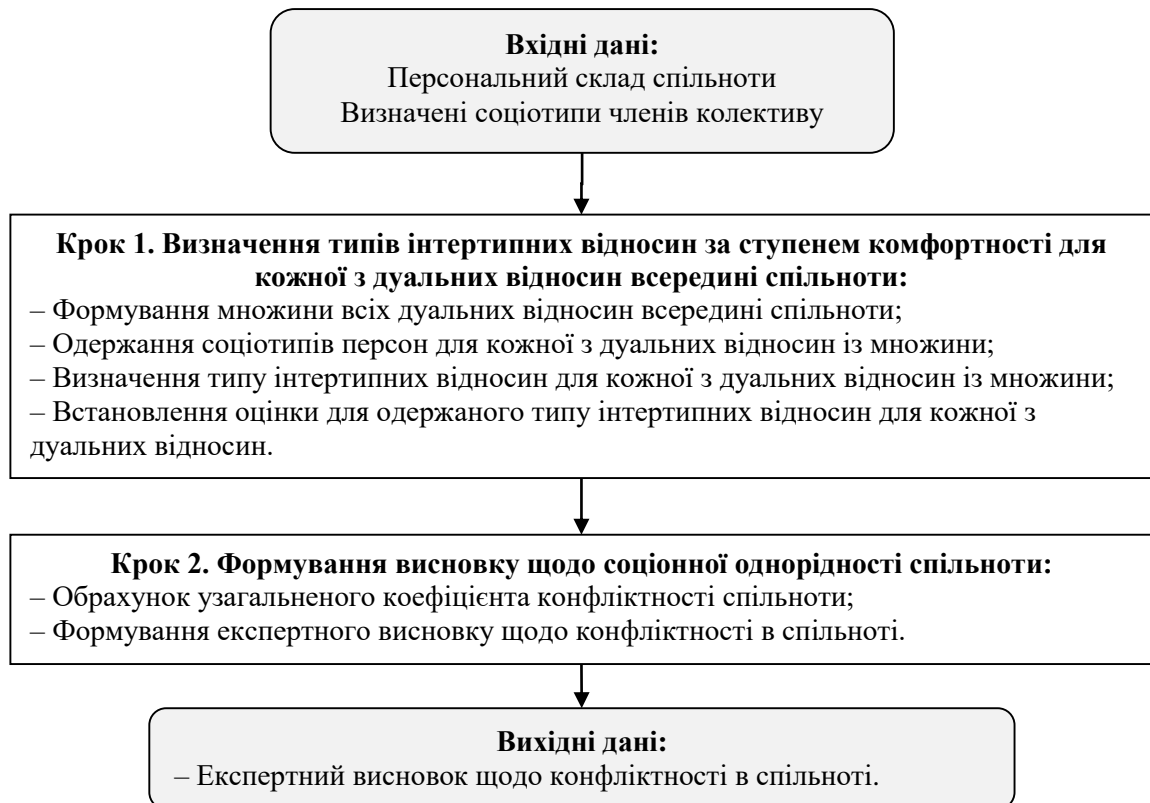 Вхідні дані:
Персональний склад спільноти
Визначені соціотипи членів колективу
Крок 1. Визначення типів інтертипних відносин за ступенем комфортності для
кожної з дуальних відносин всередині спільноти:
– Формування множини всіх дуальних відносин всередині спільноти;
– Одержання соціотипів персон для кожної з дуальних відносин із множини;
– Визначення типу інтертипних відносин для кожної з дуальних відносин із множини;
– Встановлення оцінки для одержаного типу інтертипних відносин для кожної з
дуальних відносин.
Крок 2. Формування висновку щодо соціонної однорідності спільноти:
– Обрахунок узагальненого коефіцієнта конфліктності спільноти;
– Формування експертного висновку щодо конфліктності в спільноті.
Вихідні дані:
– Експертний висновок щодо конфліктності в спільноті.